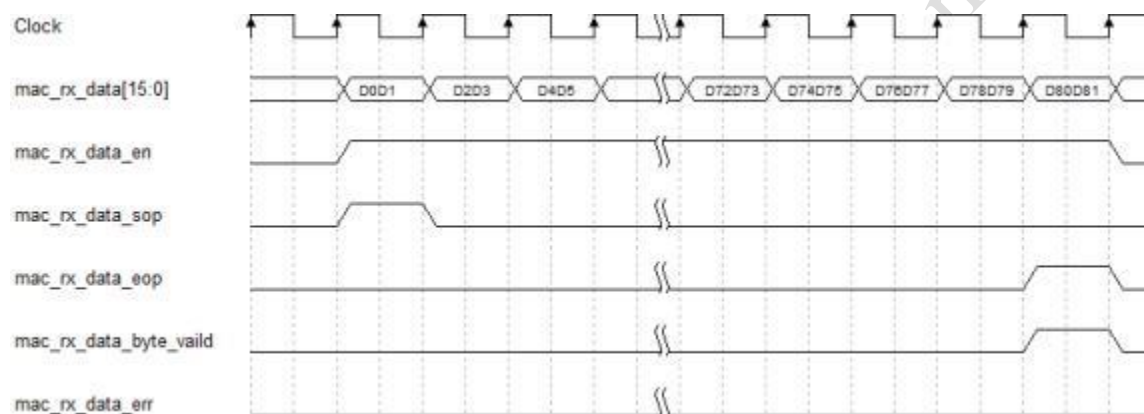 Clock
mac_rx_data[15:0] D0D1 D2D3 D4D5 D72D73 D74D75 D76D77 D78D79 D80D81
mac_rx_data_en
mac_rx_data_sop
mac_rx_data_eop
mac_rx_data_byte_vaild
mac_rx_data_err